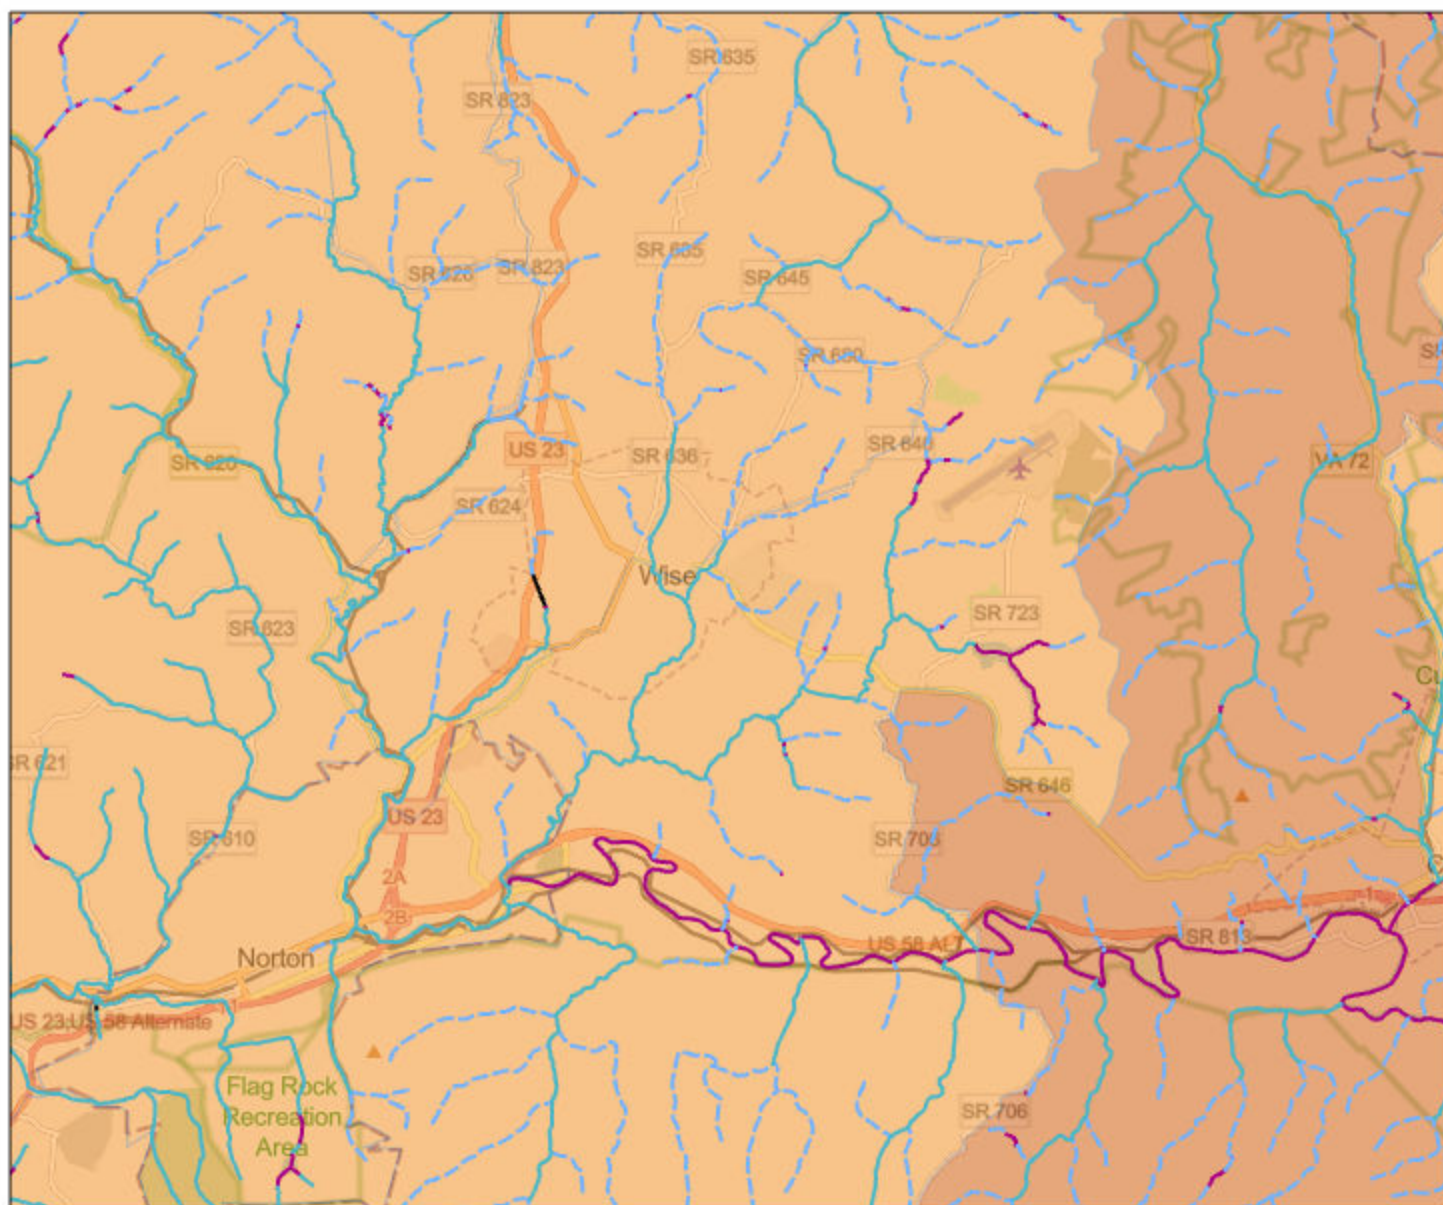 SR 635
SR 823
SR 685
SR 626
SR 823
SR 645
SR 680
SR 640
US 23
SR 636
SR 620
VA 72
SR 624
Wise
SR 723
SR 823
SR 621
SR 646
US 23
SR 610
SR 706
2A
2B
US 58 ALT
SR 813
Norton
1
US 23;US 58 Alternate
Flag Rock
Recreation
Area
SR 706